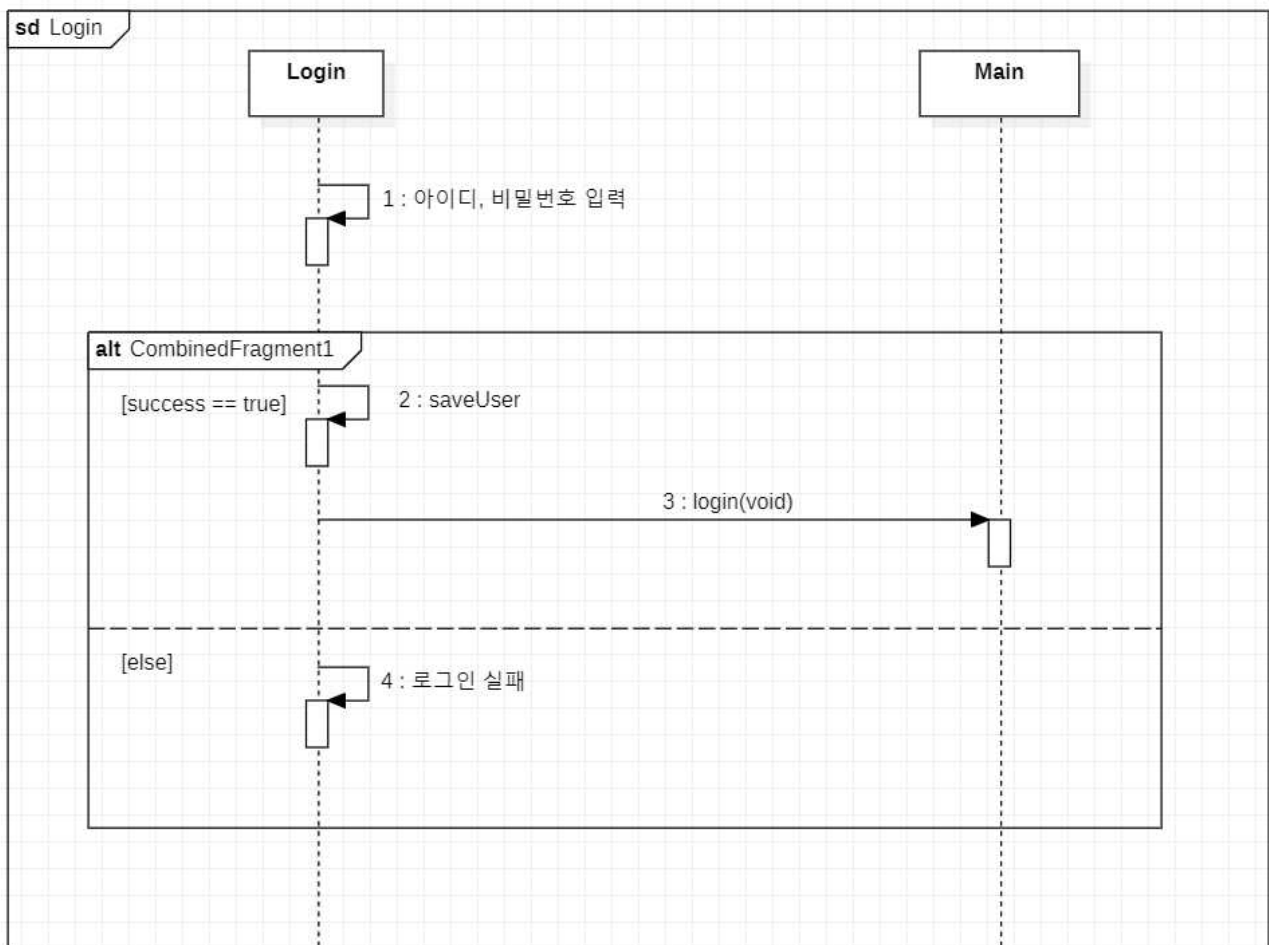 sd Login
Login
Main
1 : 아이디, 비밀번호 입력
alt CombinedFragment1
[success == true]
2 : saveUser
3 : login(void)
[else]
4 : 로그인 실패